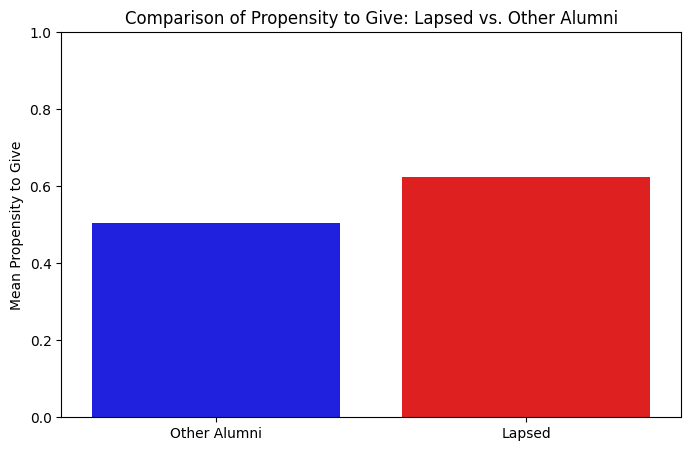 Comparison of Propensity to Give: Lapsed vs. Other Alumni
Mean Propensity to Give
1.0
0.8
0.6
0.4
0.2
0.0
Other Alumni
Lapsed